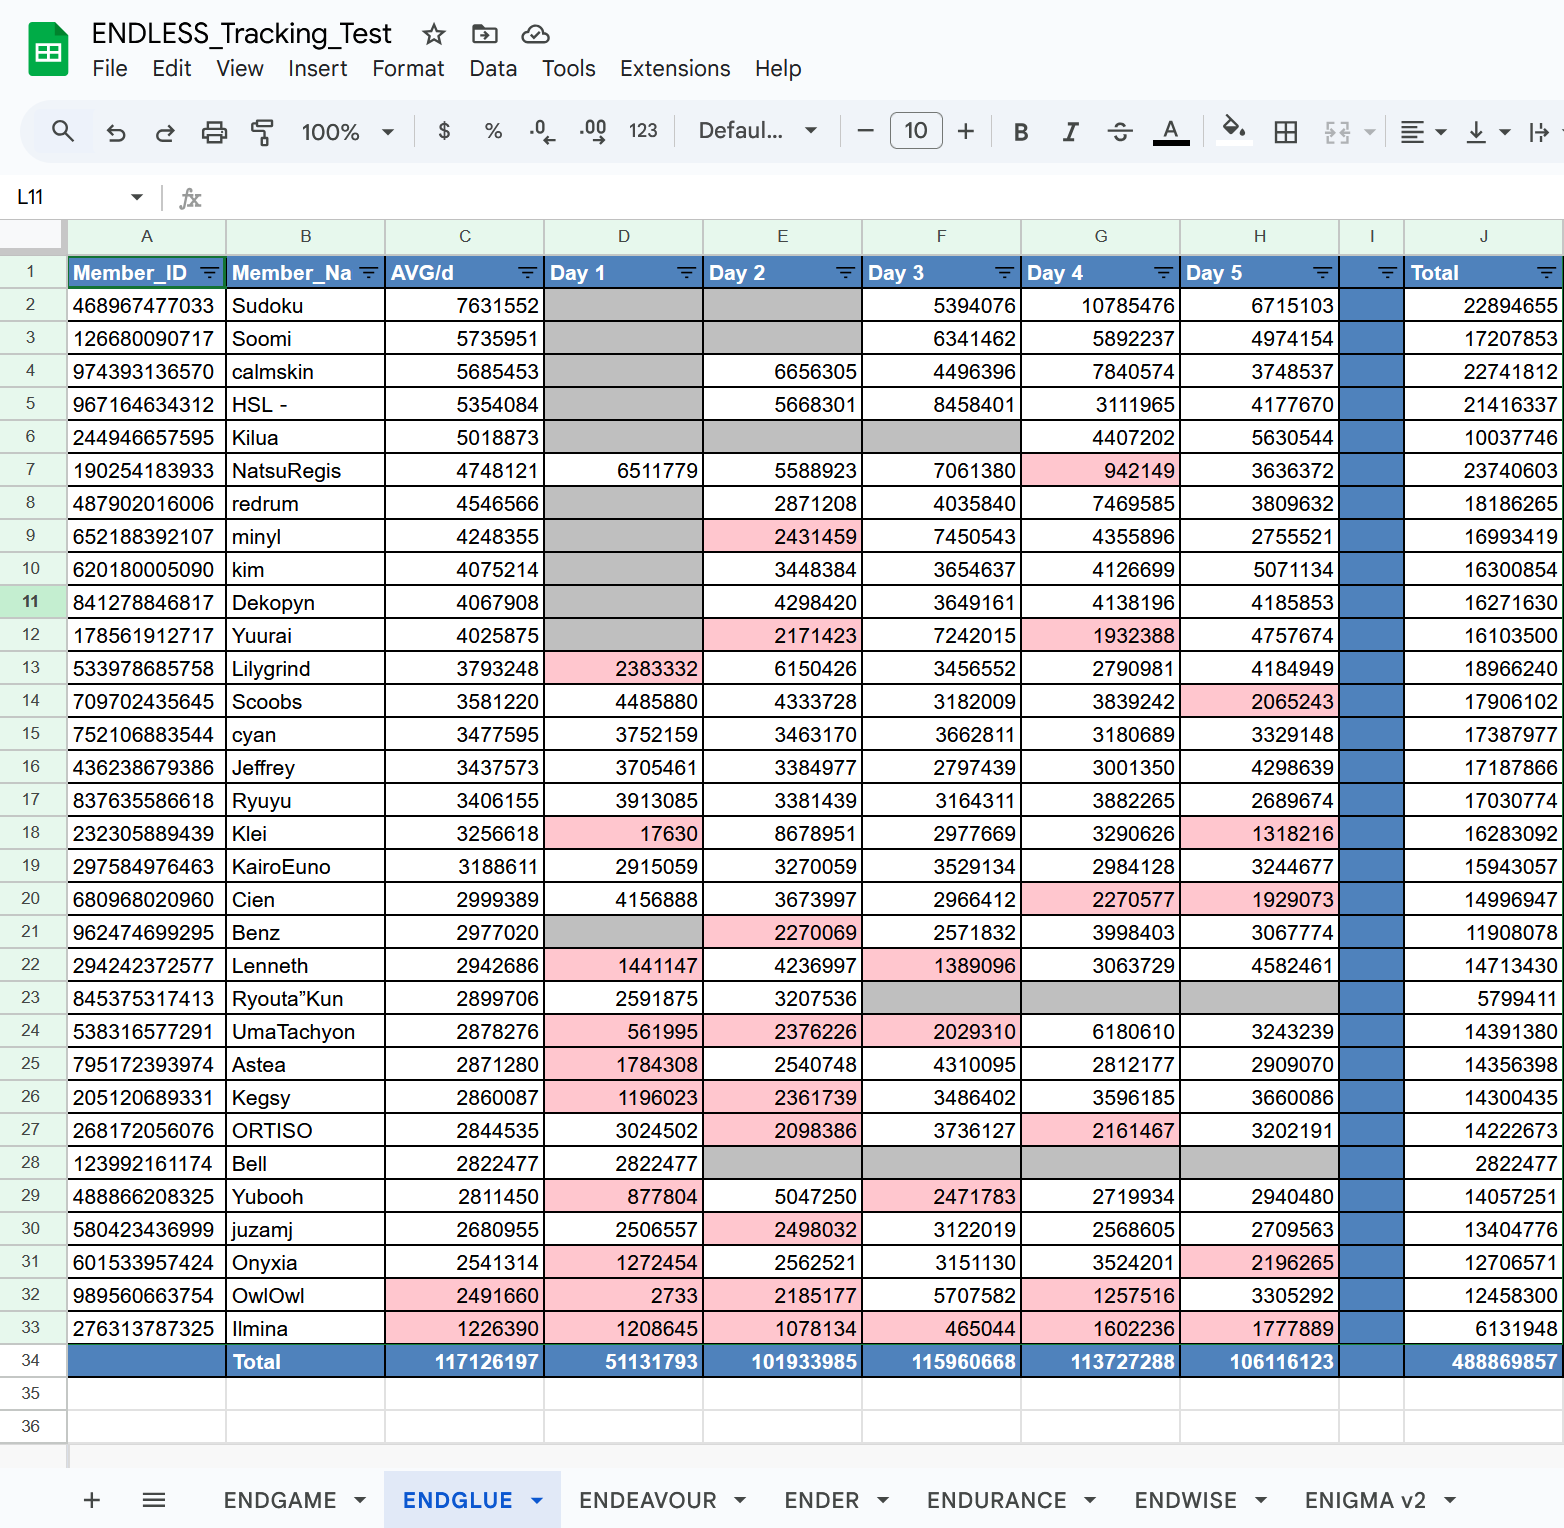 ENDLESS_Tracking_Test
File Edit View Insert Format Data Tools Extensions Help
100% $ % .0 .00 123 Defaul... 10 B I A
L11 fx
A B C D E F G H I J
1 Member_ID Member_Na AVG/d Day 1 Day 2 Day 3 Day 4 Day 5 Total
2 468967477033 Sudoku 7631552 5394076 10785476 6715103 22894655
3 126680090717 Soomi 5735951 6341462 5892237 4974154 17207853
4 974393136570 calmskin 5685453 6656305 4496396 7840574 3748537 22741812
5 967164634312 HSL - 5354084 5668301 8458401 3111965 4177670 21416337
6 244946657595 Kilua 5018873 4407202 5630544 10037746
7 190254183933 NatsuRegis 4748121 6511779 5588923 7061380 942149 3636372 23740603
8 487902016006 redrum 4546566 2871208 4035840 7469585 3809632 18186265
9 652188392107 minyl 4248355 2431459 7450543 4355896 2755521 16993419
10 620180005090 kim 4075214 3448384 3654637 4126699 5071134 16300854
11 841278846817 Dekopyn 4067908 4298420 3649161 4138196 4185853 16271630
12 178561912717 Yuurai 4025875 2171423 7242015 1932388 4757674 16103500
13 533978685758 Lilygrind 3793248 2383332 6150426 3456552 2790981 4184949 18966240
14 709702435645 Scoobs 3581220 4485880 4333728 3182009 3839242 2065243 17906102
15 752106883544 cyan 3477595 3752159 3463170 3662811 3180689 3329148 17387977
16 436238679386 Jeffrey 3437573 3705461 3384977 2797439 3001350 4298639 17187866
17 837635586618 Ryuyu 3406155 3913085 3381439 3164311 3882265 2689674 17030774
18 232305889439 Klei 3256618 17630 8678951 2977669 3290626 1318216 16283092
19 297584976463 KairoEuno 3188611 2915059 3270059 3529134 2984128 3244677 15943057
20 680968020960 Cien 2999389 4156888 3673997 2966412 2270577 1929073 14996947
21 962474699295 Benz 2977020 2270069 2571832 3998403 3067774 11908078
22 294242372577 Lenneth 2942686 1441147 4236997 1389096 3063729 4582461 14713430
23 845375317413 Ryouta”Kun 2899706 2591875 3207536 5799411
24 538316577291 UmaTachyon 2878276 561995 2376226 2029310 6180610 3243239 14391380
25 795172393974 Astea 2871280 1784308 2540748 4310095 2812177 2909070 14356398
26 205120689331 Kegsy 2860087 1196023 2361739 3486402 3596185 3660086 14300435
27 268172056076 ORTISO 2844535 3024502 2098386 3736127 2161467 3202191 14222673
28 123992161174 Bell 2822477 2822477 2822477
29 488866208325 Yubooh 2811450 877804 5047250 2471783 2719934 2940480 14057251
30 580423436999 juzamj 2680955 2506557 2498032 3122019 2568605 2709563 13404776
31 601533957424 Onyxia 2541314 1272454 2562521 3151130 3524201 2196265 12706571
32 989560663754 OwlOwl 2491660 2733 2185177 5707582 1257516 3305292 12458300
33 276313787325 Ilmina 1226390 1208645 1078134 465044 1602236 1777889 6131948
34 Total 117126197 51131793 101933985 115960668 113727288 106116123 488869857
35
36
+ ENDGAME ENDGLUE ENDEAVOUR ENDER ENDURANCE ENDWISE ENIGMA v2